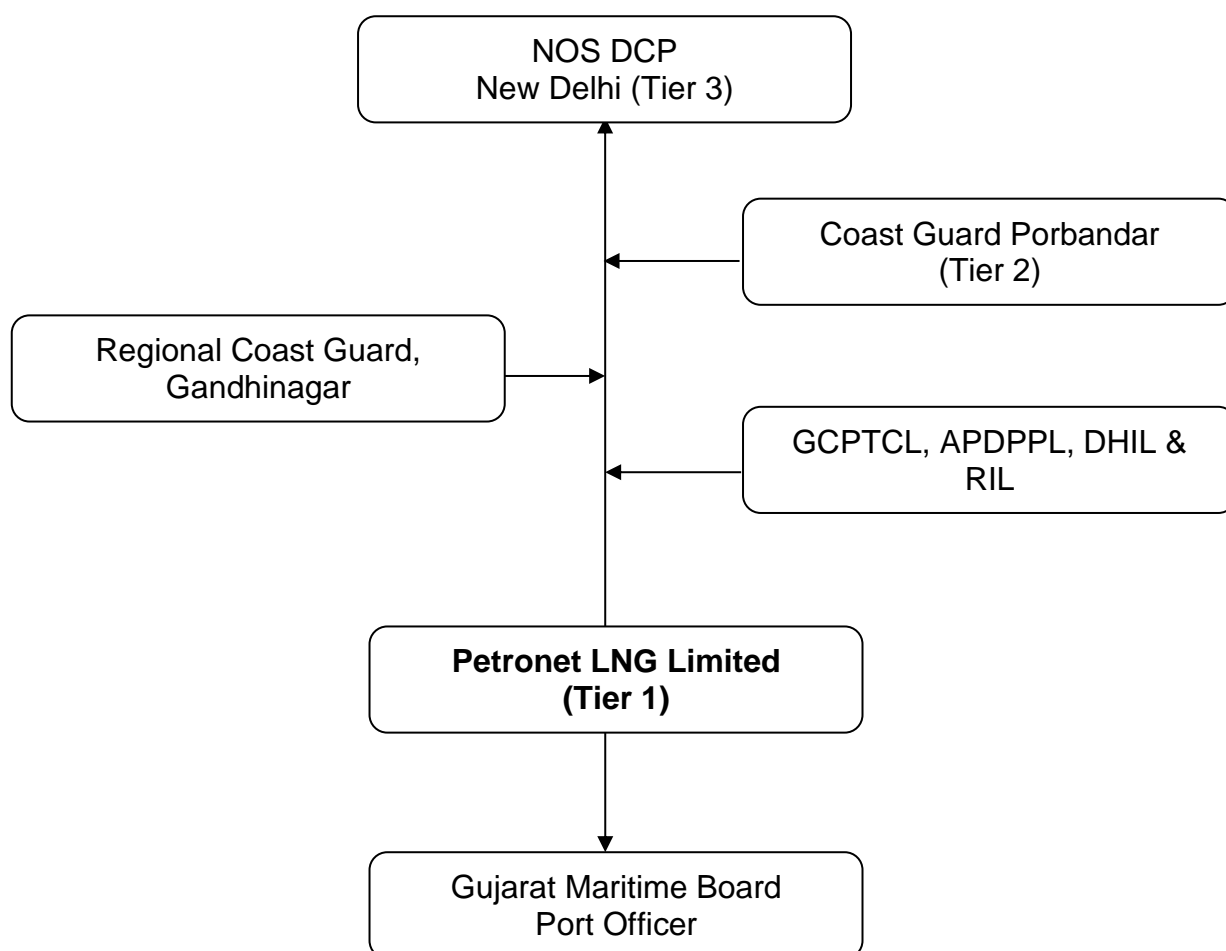 NOS DCP
New Delhi (Tier 3)
Coast Guard Porbandar
(Tier 2)
Regional Coast Guard,
Gandhinagar
GCPTCL, APDPPL, DHIL &
RIL
Petronet LNG Limited
(Tier 1)
Gujarat Maritime Board
Port Officer